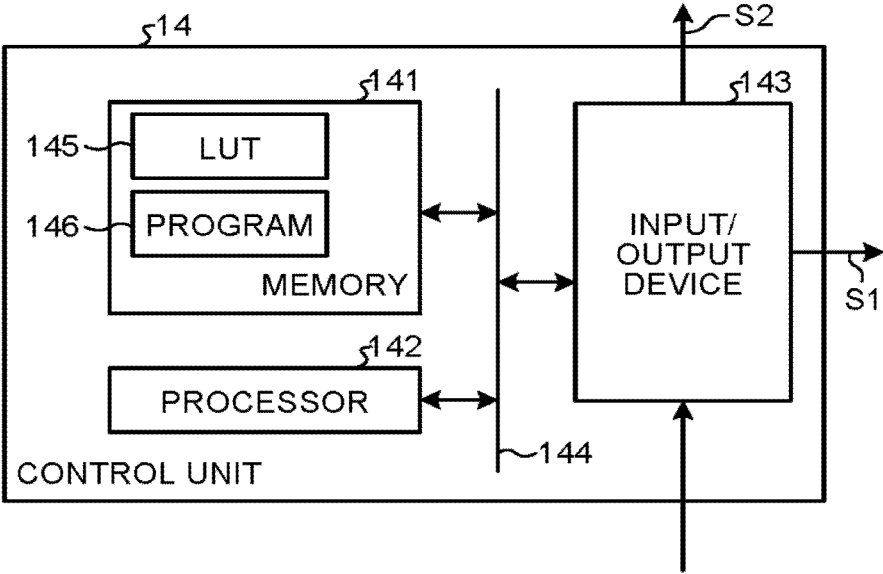 S2
14
141
143
145
LUT
146
PROGRAM
MEMORY
INPUT/
OUTPUT
DEVICE
S1
142
PROCESSOR
144
CONTROL UNIT